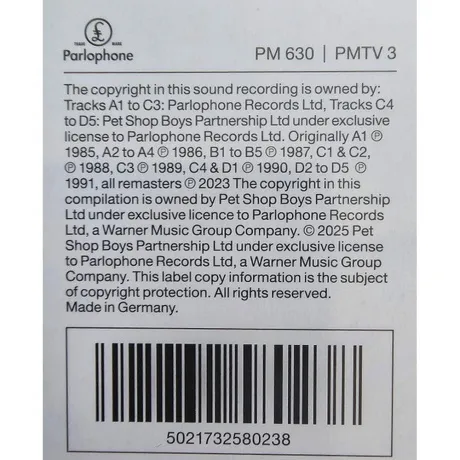 £
TRADE MARK
Parlophone
PM 630 | PMTV 3
The copyright in this sound recording is owned by:
Tracks A1 to C3: Parlophone Records Ltd, Tracks C4
to D5: Pet Shop Boys Partnership Ltd under exclusive
license to Parlophone Records Ltd. Originally A1 ℗
1985, A2 to A4 ℗ 1986, B1 to B5 ℗ 1987, C1 & C2,
℗ 1988, C3 ℗ 1989, C4 & D1 ℗ 1990, D2 to D5 ℗
1991, all remasters ℗ 2023 The copyright in this
compilation is owned by Pet Shop Boys Partnership
Ltd under exclusive licence to Parlophone Records
Ltd, a Warner Music Group Company. © 2025 Pet
Shop Boys Partnership Ltd under exclusive license
to Parlophone Records Ltd, a Warner Music Group
Company. This label copy information is the subject
of copyright protection. All rights reserved.
Made in Germany.
5021732580238